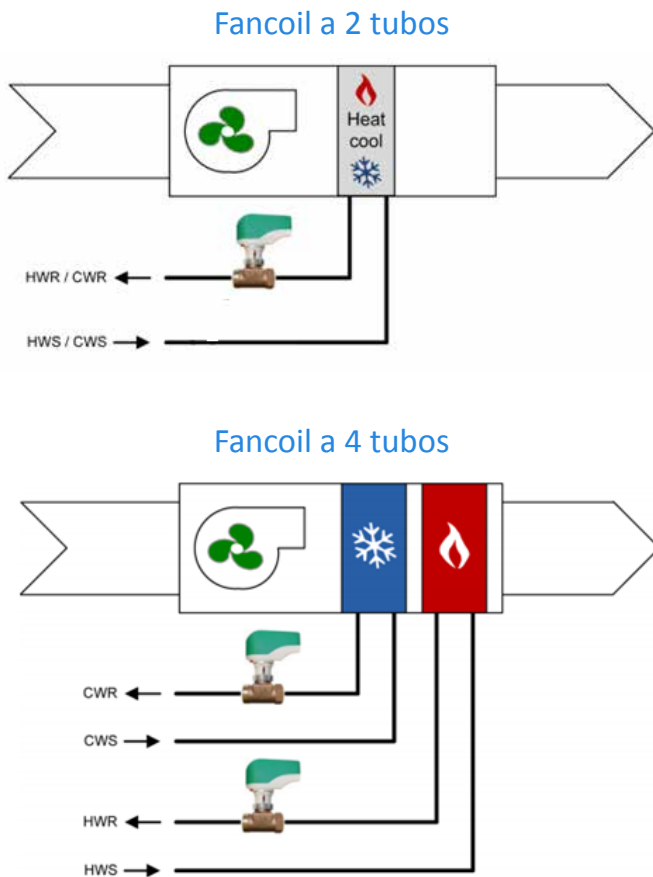 Fancoil a 2 tubos
Heat
cool
HWR / CWR
HWS / CWS
Fancoil a 4 tubos
CWR
CWS
HWR
HWS